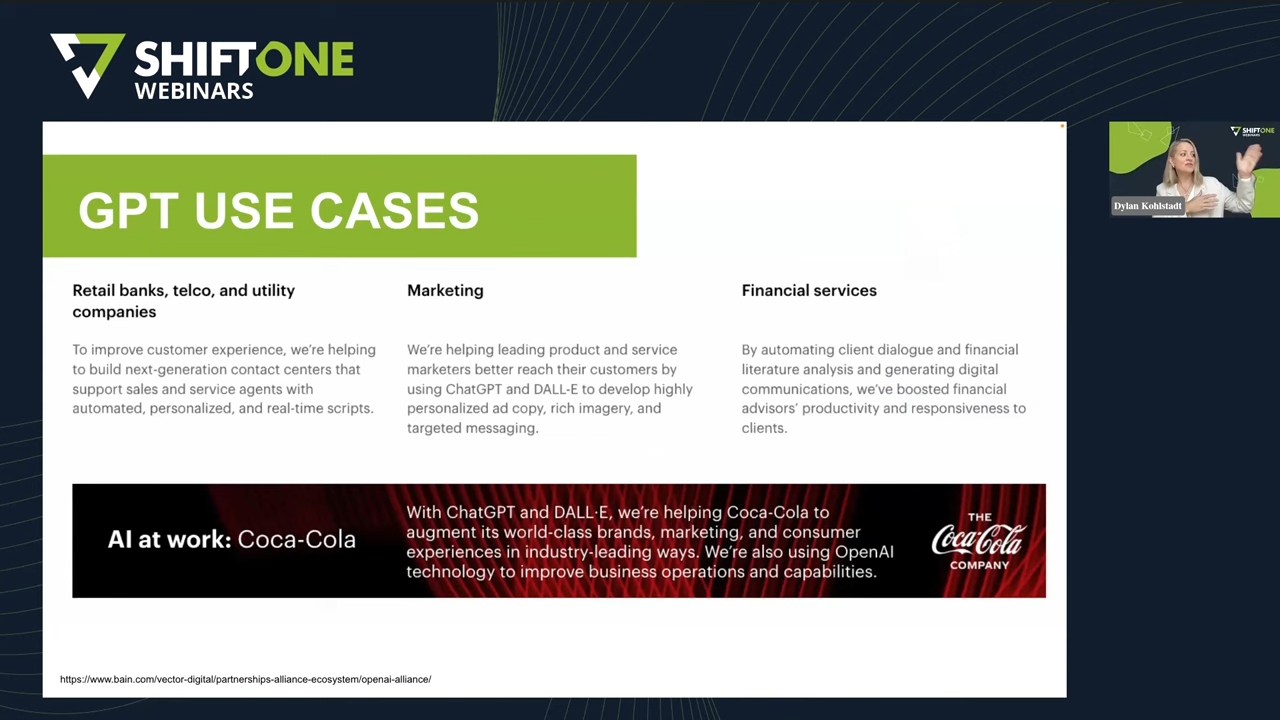 SHIFTONE
WEBINARS
GPT USE CASES
Retail banks, telco, and utility
companies
To improve customer experience, we're helping
to build next-generation contact centers that
support sales and service agents with
automated, personalized, and real-time scripts.
Marketing
We're helping leading product and service
marketers better reach their customers by
using ChatGPT and DALL-E to develop highly
personalized ad copy, rich imagery, and
targeted messaging.
Financial services
By automating client dialogue and financial
literature analysis and generating digital
communications, we've boosted financial
advisors' productivity and responsiveness to
clients.
AI at work: Coca-Cola
With ChatGPT and DALL·E, we're helping Coca-Cola to
augment its world-class brands, marketing, and consumer
experiences in industry-leading ways. We're also using OpenAI
technology to improve business operations and capabilities.
THE
Coca-Cola
COMPANY
https://www.bain.com/vector-digital/partnerships-alliance-ecosystem/openai-alliance/
SHIFTONE
WEBINARS
Dylan Kohlstadt